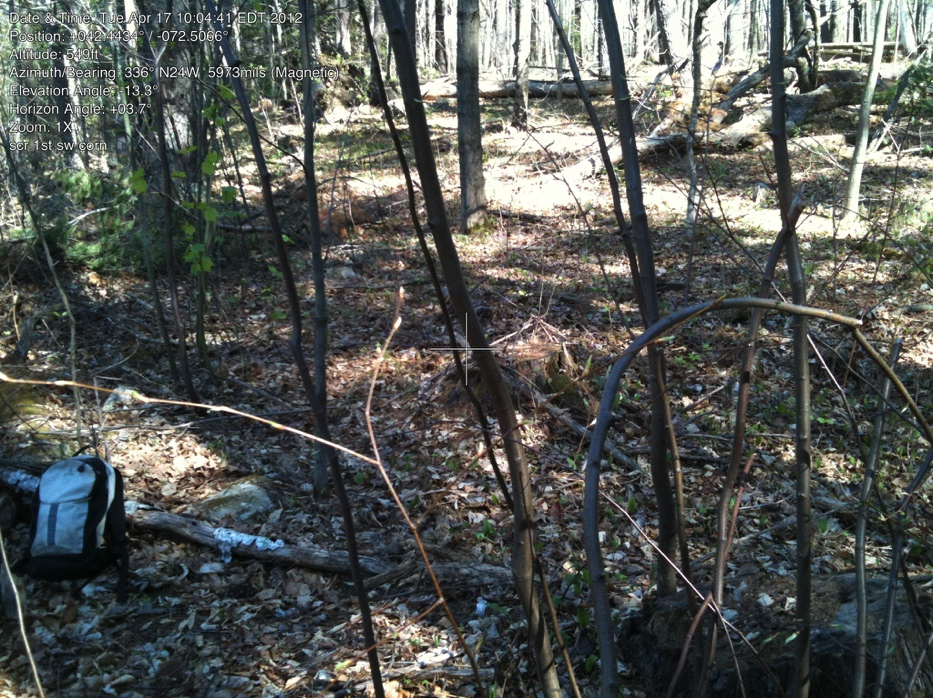 Date & Time: Tue Apr 17 10:04:41 EDT 2012
Position: +042.4434° / -072.5066°
Altitude: 549ft
Azimuth/Bearing: 336° N24W 5973mils (Magnetic)
Elevation Angle: -13.3°
Horizon Angle: +03.7°
Zoom: 1X
scr 1st sw corn